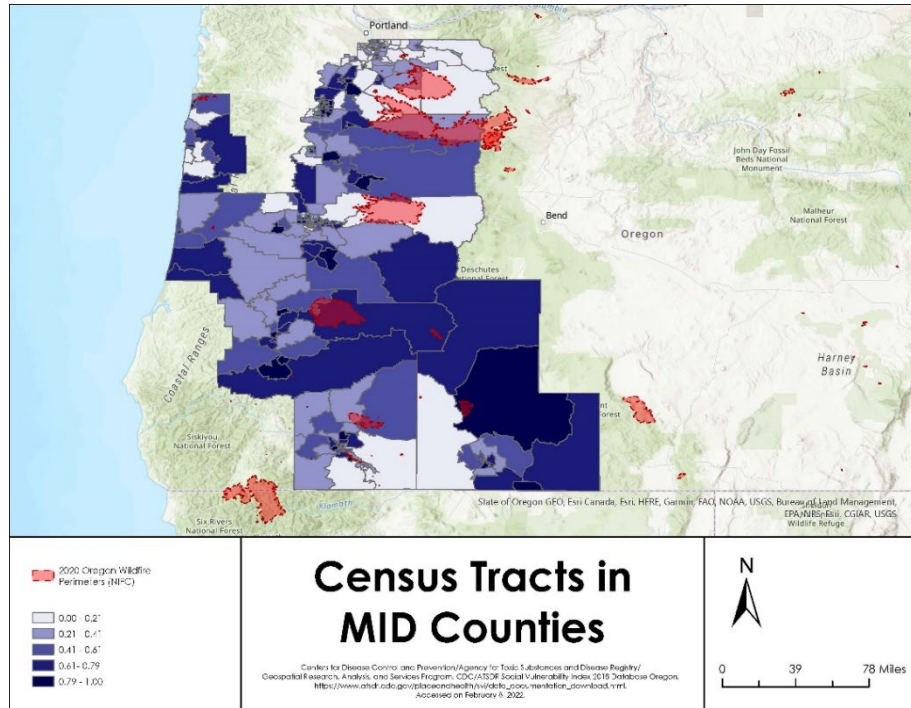 Portland
Columbia
John Day Fossil
Beds National
Monument
Malheur
National Forest
Bend
Oregon
Deschutes
National Forest
Coastal Ranges
Harney
Basin
Siskiyou
National Forest
Klamath
Six Rivers
National Forest
State of Oregon GEO, Esri Canada, Esri, HERE, Garmin, FAO, NOAA, USGS, Bureau of Land Management,
EPA, NPS, Esri, CGIAR, USGS
Wildlife Refuge
2020 Oregon Wildfire
Perimeters (NIFC)
0.00 - 0.21
0.21 - 0.41
0.41 - 0.61
0.61 - 0.79
0.79 - 1.00
Census Tracts in
MID Counties
Centers for Disease Control and Prevention/Agency for Toxic Substances and Disease Registry/
Geospatial Research, Analysis, and Services Program. CDC/ATSDR Social Vulnerability Index 2018 Database Oregon.
https://www.atsdr.cdc.gov/placeandhealth/svi/data_documentation_download.html.
Accessed on February 8, 2022.
N
0 39 78 Miles